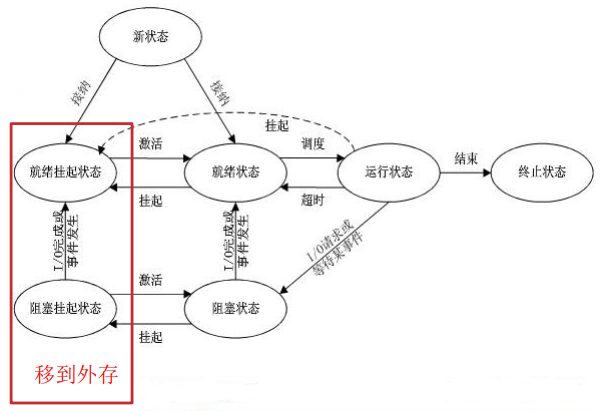 新状态
接纳
接纳
挂起
就绪挂起状态
激活
挂起
就绪状态
调度
超时
运行状态
结束
终止状态
I/O完成或
事件发生
I/O完成或
事件发生
I/O请求或
等待某事件
阻塞挂起状态
激活
挂起
阻塞状态
移到外存